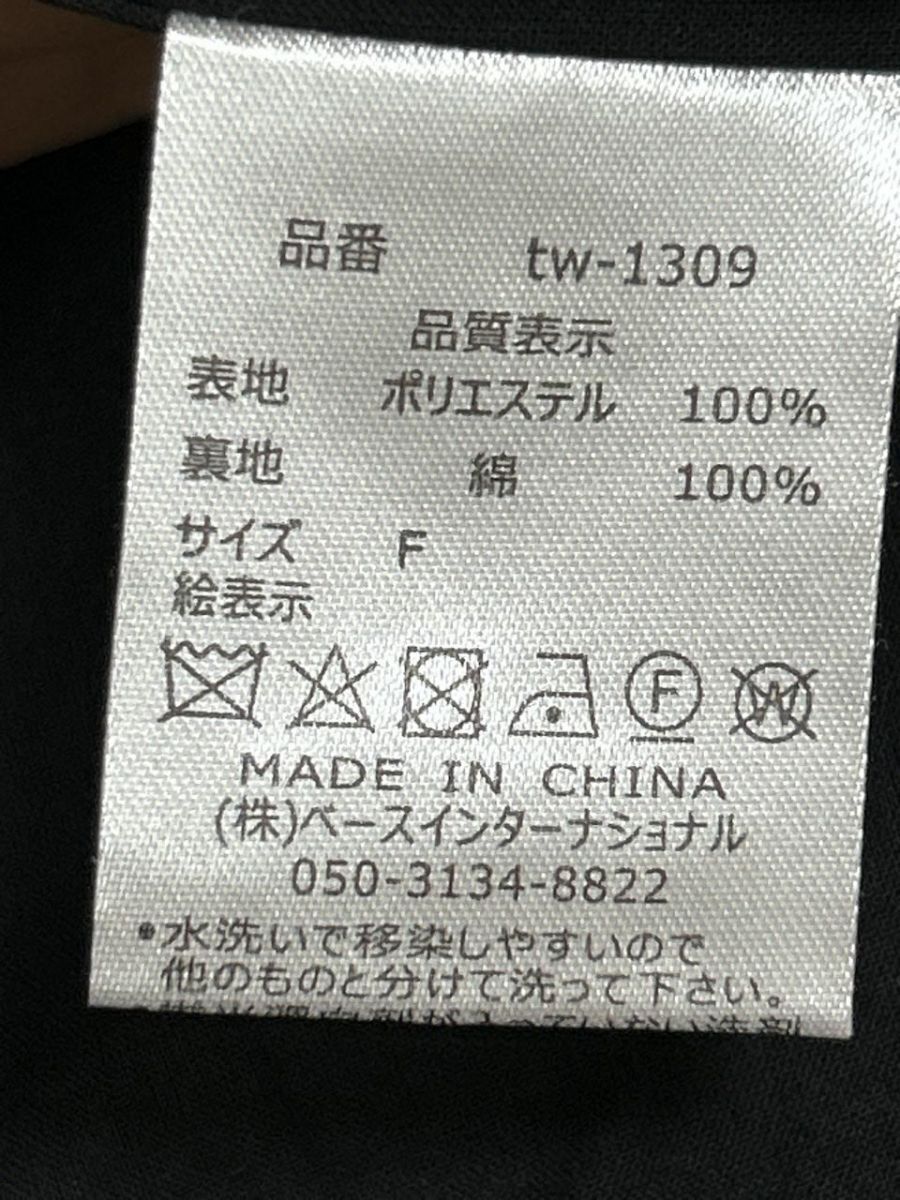 品番 tw-1309
品質表示
表地 ポリエステル 100%
裏地 綿 100%
サイズ F
絵表示
F W
MADE IN CHINA
(株)ベースインターナショナル
050-3134-8822
•水洗いで移染しやすいので
他のものと分けて洗って下さい。